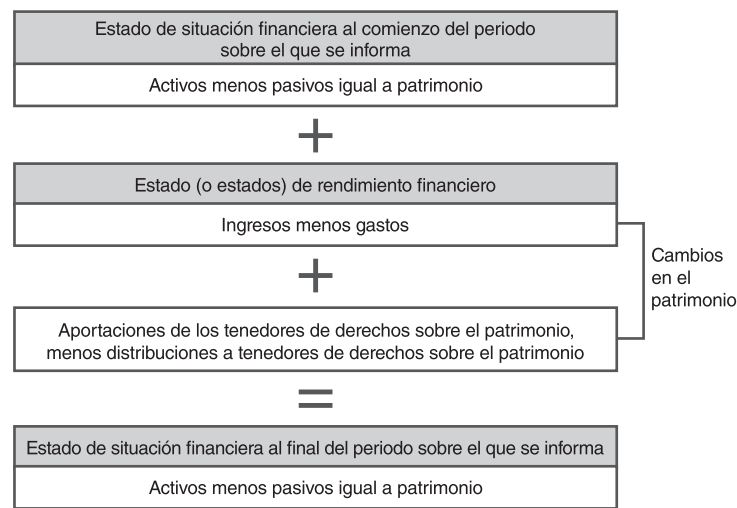 Estado de situación financiera al comienzo del periodo
sobre el que se informa
Activos menos pasivos igual a patrimonio
+
Estado (o estados) de rendimiento financiero
Ingresos menos gastos
+
Cambios
en el
patrimonio
Aportaciones de los tenedores de derechos sobre el patrimonio,
menos distribuciones a tenedores de derechos sobre el patrimonio
=
Estado de situación financiera al final del periodo sobre el que se informa
Activos menos pasivos igual a patrimonio